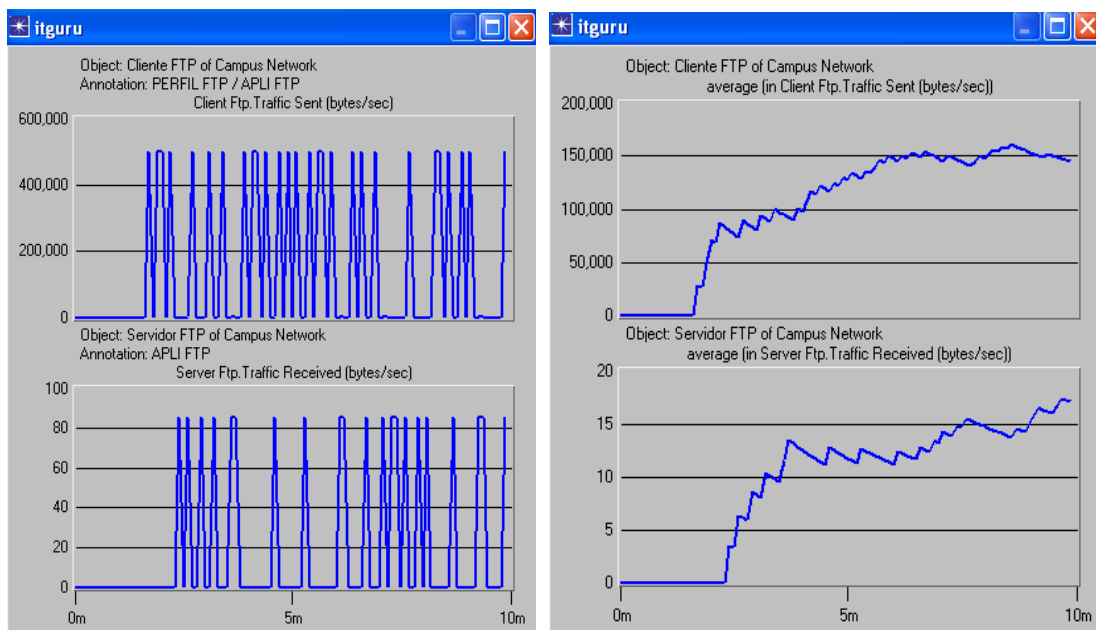 itguru
Object: Cliente FTP of Campus Network
Annotation: PERFIL FTP / APLI FTP
Client Ftp.Traffic Sent (bytes/sec)
600,000
400,000
200,000
0
Object: Servidor FTP of Campus Network
Annotation: APLI FTP
Server Ftp.Traffic Received (bytes/sec)
100
80
60
40
20
0
0m
5m
10m
itguru
Object: Cliente FTP of Campus Network
average (in Client Ftp.Traffic Sent (bytes/sec))
200,000
150,000
100,000
50,000
0
Object: Servidor FTP of Campus Network
average (in Server Ftp.Traffic Received (bytes/sec))
20
15
10
5
0
0m
5m
10m